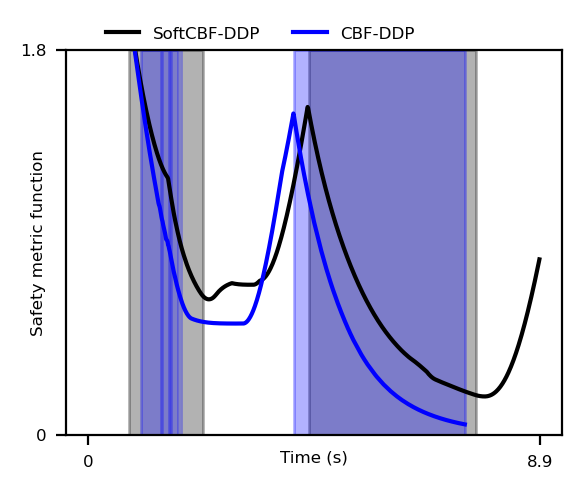 SoftCBF-DDP CBF-DDP
1.8
Safety metric function
0
0 Time (s) 8.9